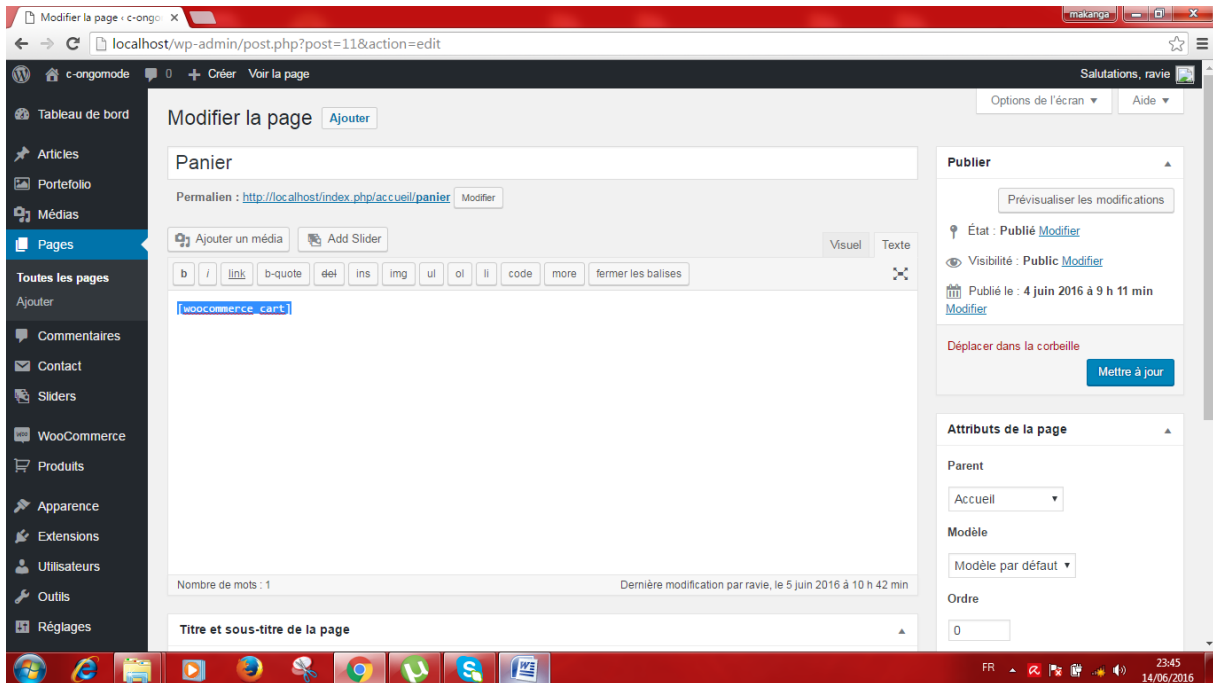 Modifier la page ‹ c-ongo
makanga
localhost/wp-admin/post.php?post=11&action=edit
c-ongomode 0 Créer Voir la page Salutations, ravie
Options de l'écran Aide
Tableau de bord
Articles
Portefolio
Médias
Pages
Toutes les pages
Ajouter
Commentaires
Contact
Sliders
WooCommerce
Produits
Apparence
Extensions
Utilisateurs
Outils
Réglages
Modifier la page Ajouter
Panier
Permalien : http://localhost/index.php/accueil/panier Modifier
Ajouter un média Add Slider Visuel Texte
b i link b-quote del ins img ul ol li code more fermer les balises
[woocommerce_cart]
Nombre de mots : 1 Dernière modification par ravie, le 5 juin 2016 à 10 h 42 min
Titre et sous-titre de la page
Publier
Prévisualiser les modifications
État : Publié Modifier
Visibilité : Public Modifier
Publié le : 4 juin 2016 à 9 h 11 min
Modifier
Déplacer dans la corbeille
Mettre à jour
Attributs de la page
Parent
Accueil
Modèle
Modèle par défaut
Ordre
0
FR 23:45
14/06/2016